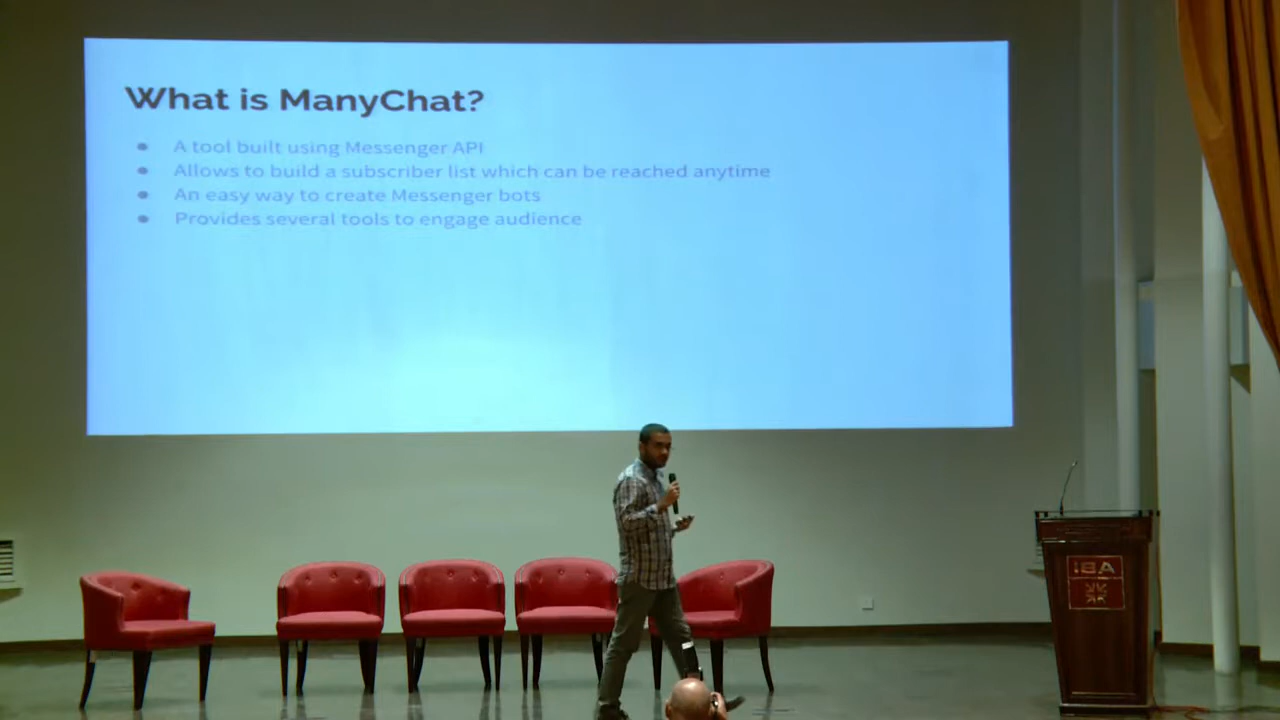 What is ManyChat?
● A tool built using Messenger API
● Allows to build a subscriber list which can be reached anytime
● An easy way to create Messenger bots
● Provides several tools to engage audience
IBA